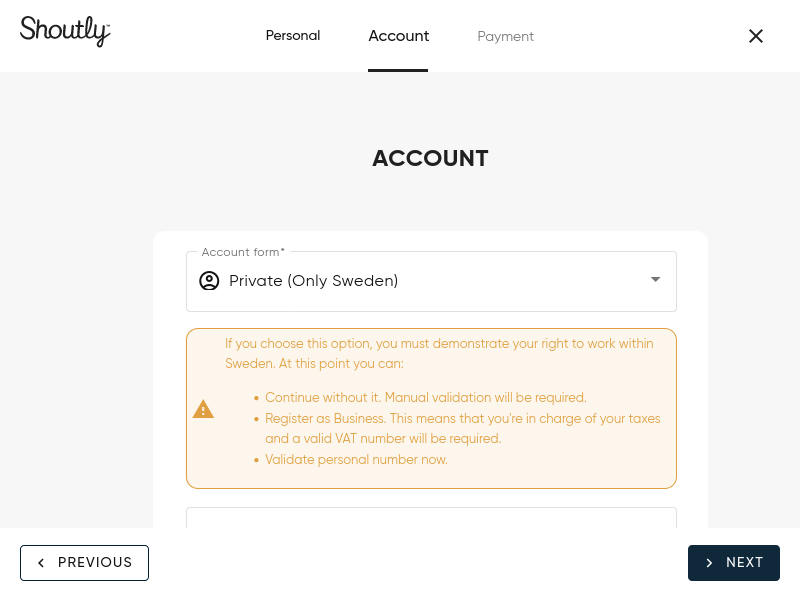 Shoutly™
Personal
Account
Payment
ACCOUNT
Account form*
Private (Only Sweden)
If you choose this option, you must demonstrate your right to work within
Sweden. At this point you can:
Continue without it. Manual validation will be required.
Register as Business. This means that you're in charge of your taxes
and a valid VAT number will be required.
Validate personal number now.
PREVIOUS
NEXT